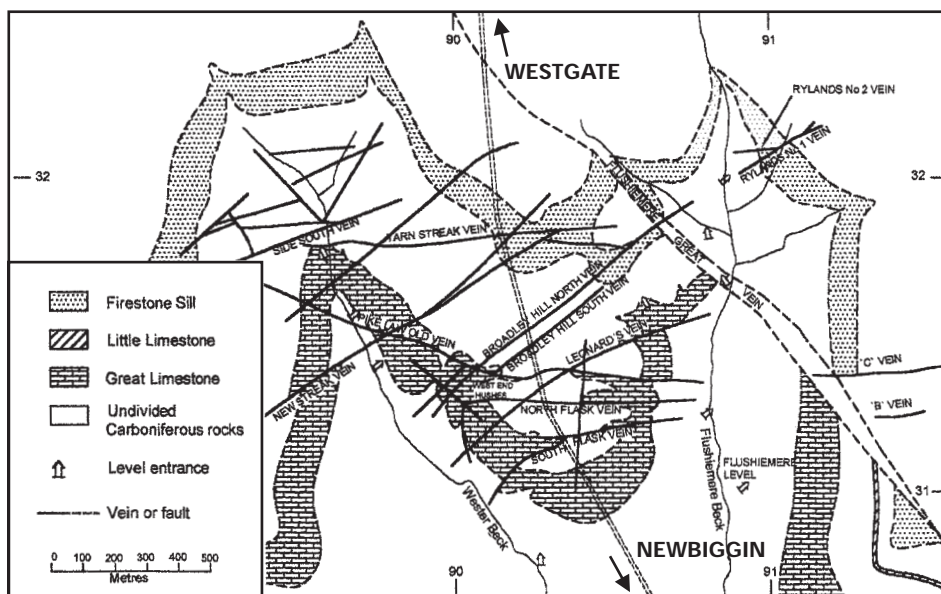 90
91
WESTGATE
RYLANDS No 2 VEIN
RYLANDS No 1 VEIN
32
32
FLUSHIEMERE
GREAT
VEIN
SIDE SOUTH VEIN
YARN STREAK VEIN
BROADLEY HILL NORTH VEIN
BROADLEY HILL SOUTH VEIN
PIKE LAW OLD VEIN
LEONARD'S VEIN
'C' VEIN
NEW STREAK VEIN
WEST END
HUSHES
NORTH FLASK VEIN
'B' VEIN
SOUTH FLASK VEIN
Flushiemere Beck
FLUSHIEMERE
LEVEL
31
Wester Beck
NEWBIGGIN
90
91
Firestone Sill
Little Limestone
Great Limestone
Undivided
Carboniferous rocks
Level entrance
Vein or fault
0 100 200 300 400 500
Metres